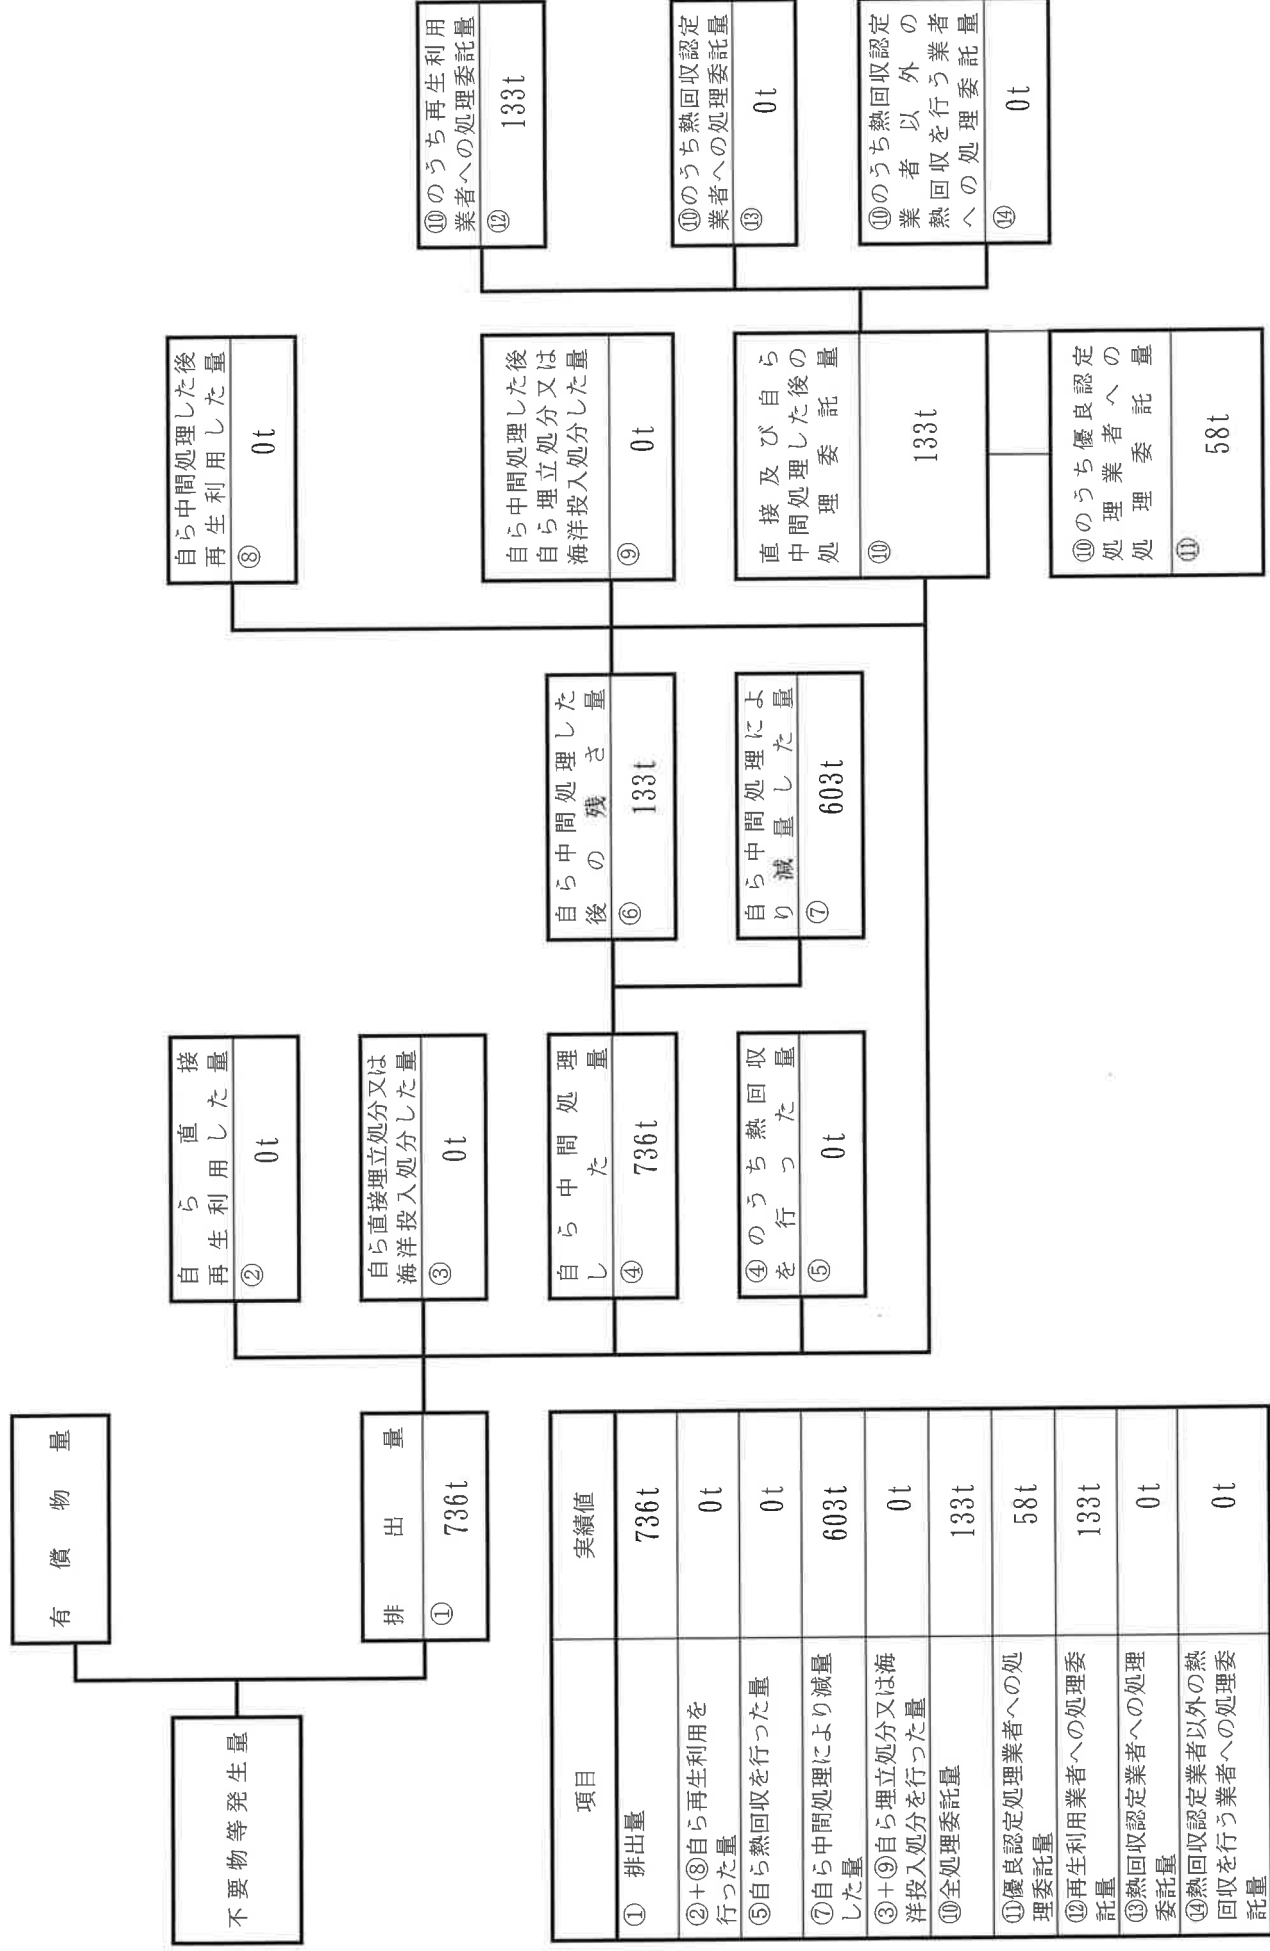 不要物等発生量
有償物量
排出量
①
736t
自ら直接
再生利用した量
②
0t
自ら直接埋立処分又は
海洋投入処分した量
③
0t
自ら中間処理
した量
④
736t
④のうち熱回収
を行った量
⑤
0t
自ら中間処理した
後の残さ量
⑥
133t
自ら中間処理によ
り減量した量
⑦
603t
自ら中間処理した後
再生利用した量
⑧
0t
自ら中間処理した後
自ら埋立処分又は
海洋投入処分した量
⑨
0t
直接及び自ら
中間処理した後の
処理委託量
⑩
133t
⑩のうち優良認定
処理業者への
処理委託量
⑪
58t
⑩のうち再生利用
業者への処理委託量
⑫
133t
⑩のうち熱回収認定
業者への処理委託量
⑬
0t
⑩のうち熱回収認定
業者以外の
熱回収を行う業者
への処理委託量
⑭
0t
項目 実績値
① 排出量 736t
②+⑧自ら再生利用を
行った量 0t
⑤自ら熱回収を行った量 0t
⑦自ら中間処理により減量
した量 603t
③+⑨自ら埋立処分又は海
洋投入処分を行った量 0t
⑩全処理委託量 133t
⑪優良認定処理業者への処
理委託量 58t
⑫再生利用業者への処理委
託量 133t
⑬熱回収認定業者への処理
委託量 0t
⑭熱回収認定業者以外の熱
回収を行う業者への処理委
託量 0t